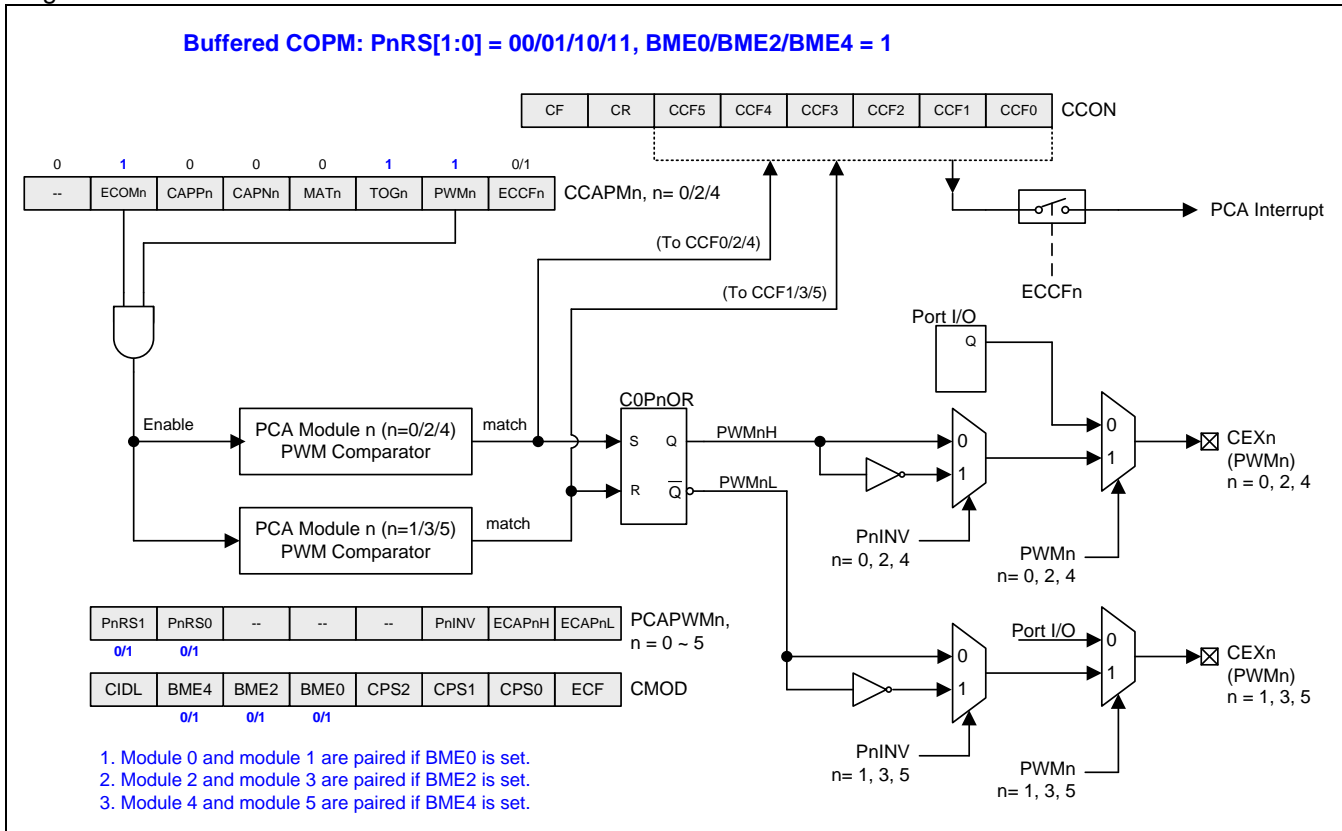 Buffered COPM: PnRS[1:0] = 00/01/10/11, BME0/BME2/BME4 = 1
CF CR CCF5 CCF4 CCF3 CCF2 CCF1 CCF0 CCON
0 1 0 0 0 1 1 0/1
-- ECOMn CAPPn CAPNn MATn TOGn PWMn ECCFn CCAPMn, n= 0/2/4
PCA Interrupt
(To CCF0/2/4)
(To CCF1/3/5)
ECCFn
Port I/O
Q
C0PnOR
Enable
PCA Module n (n=0/2/4)
PWM Comparator
match
S Q
PWMnH
R Q
PWMnL
0
1
0
1
CEXn
(PWMn)
n = 0, 2, 4
PCA Module n (n=1/3/5)
PWM Comparator
match
PnINV
n= 0, 2, 4
PWMn
n= 0, 2, 4
PnRS1 PnRS0 -- -- -- PnINV ECAPnH ECAPnL PCAPWMn,
n = 0 ~ 5
0/1 0/1
CIDL BME4 BME2 BME0 CPS2 CPS1 CPS0 ECF CMOD
0/1 0/1 0/1
Port I/O
0
1
0
1
CEXn
(PWMn)
n = 1, 3, 5
PnINV
n= 1, 3, 5
PWMn
n= 1, 3, 5
1. Module 0 and module 1 are paired if BME0 is set.
2. Module 2 and module 3 are paired if BME2 is set.
3. Module 4 and module 5 are paired if BME4 is set.